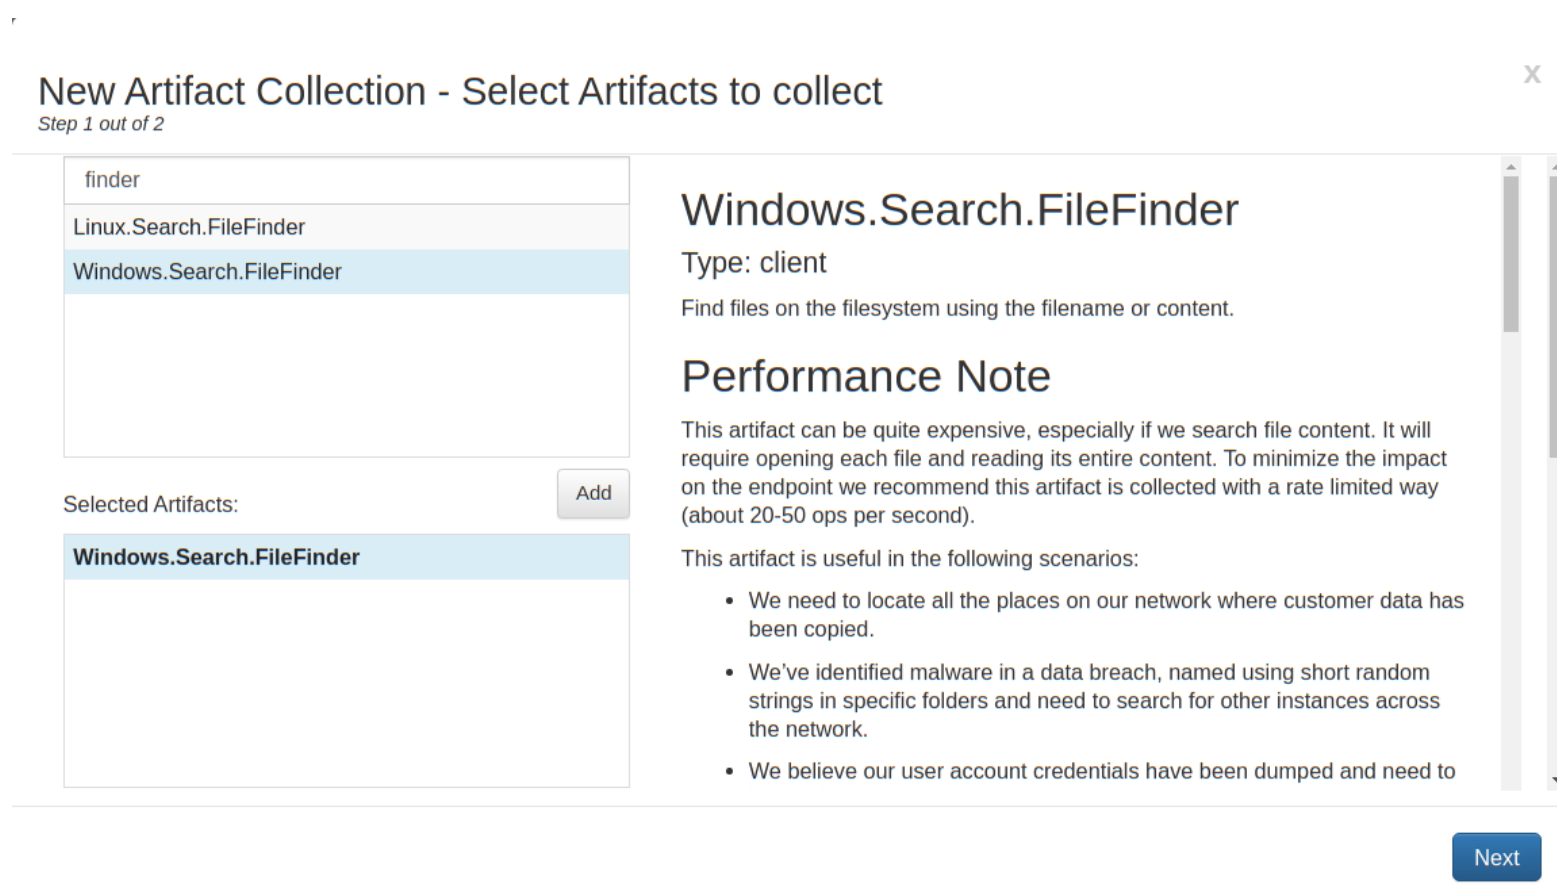 New Artifact Collection - Select Artifacts to collect
x
Step 1 out of 2
finder
Linux.Search.FileFinder
Windows.Search.FileFinder
Selected Artifacts:
Add
Windows.Search.FileFinder
Windows.Search.FileFinder
Type: client
Find files on the filesystem using the filename or content.
Performance Note
This artifact can be quite expensive, especially if we search file content. It will
require opening each file and reading its entire content. To minimize the impact
on the endpoint we recommend this artifact is collected with a rate limited way
(about 20-50 ops per second).
This artifact is useful in the following scenarios:
• We need to locate all the places on our network where customer data has
been copied.
• We’ve identified malware in a data breach, named using short random
strings in specific folders and need to search for other instances across
the network.
• We believe our user account credentials have been dumped and need to
Next